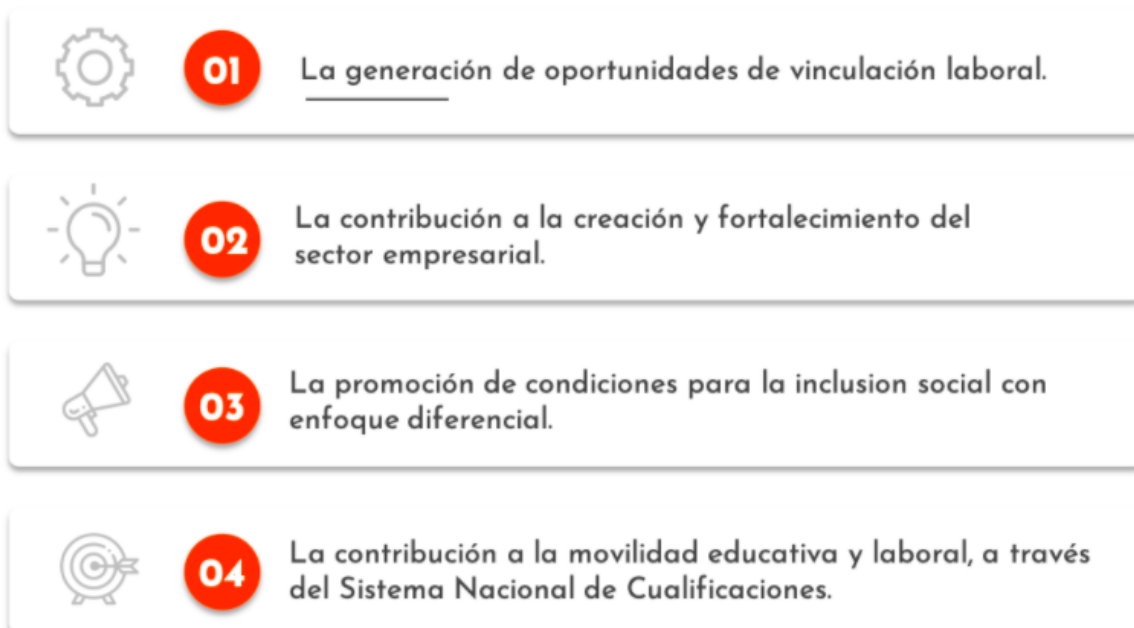 01
La generación de oportunidades de vinculación laboral.
02
La contribución a la creación y fortalecimiento del
sector empresarial.
03
La promoción de condiciones para la inclusion social con
enfoque diferencial.
04
La contribución a la movilidad educativa y laboral, a través
del Sistema Nacional de Cualificaciones.